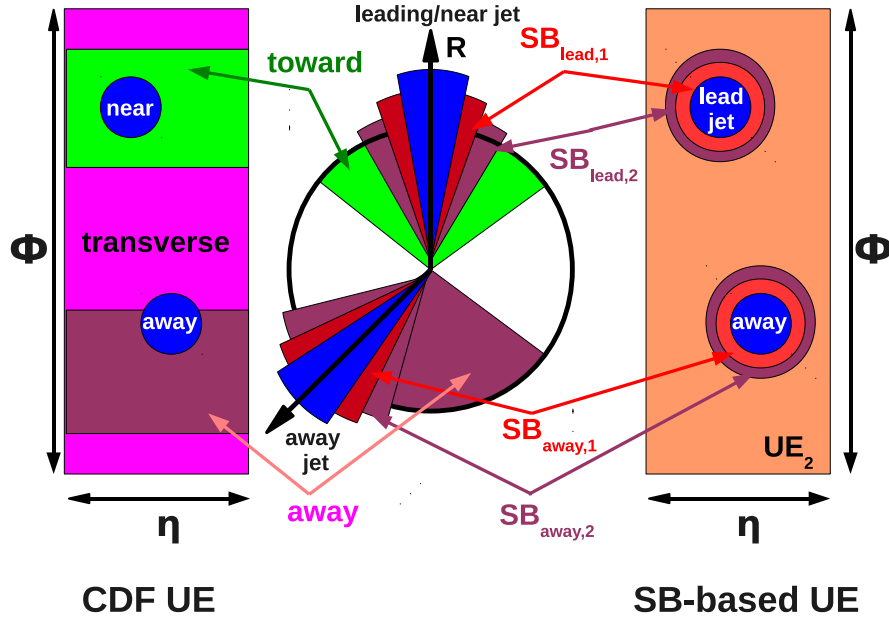 leading/near jet
R
SBlead,1
toward
near
lead
jet
SBlead,2
Φ
transverse
Φ
away
away
away
jet
SBaway,1
UE2
away
SBaway,2
η
η
CDF UE
SB-based UE